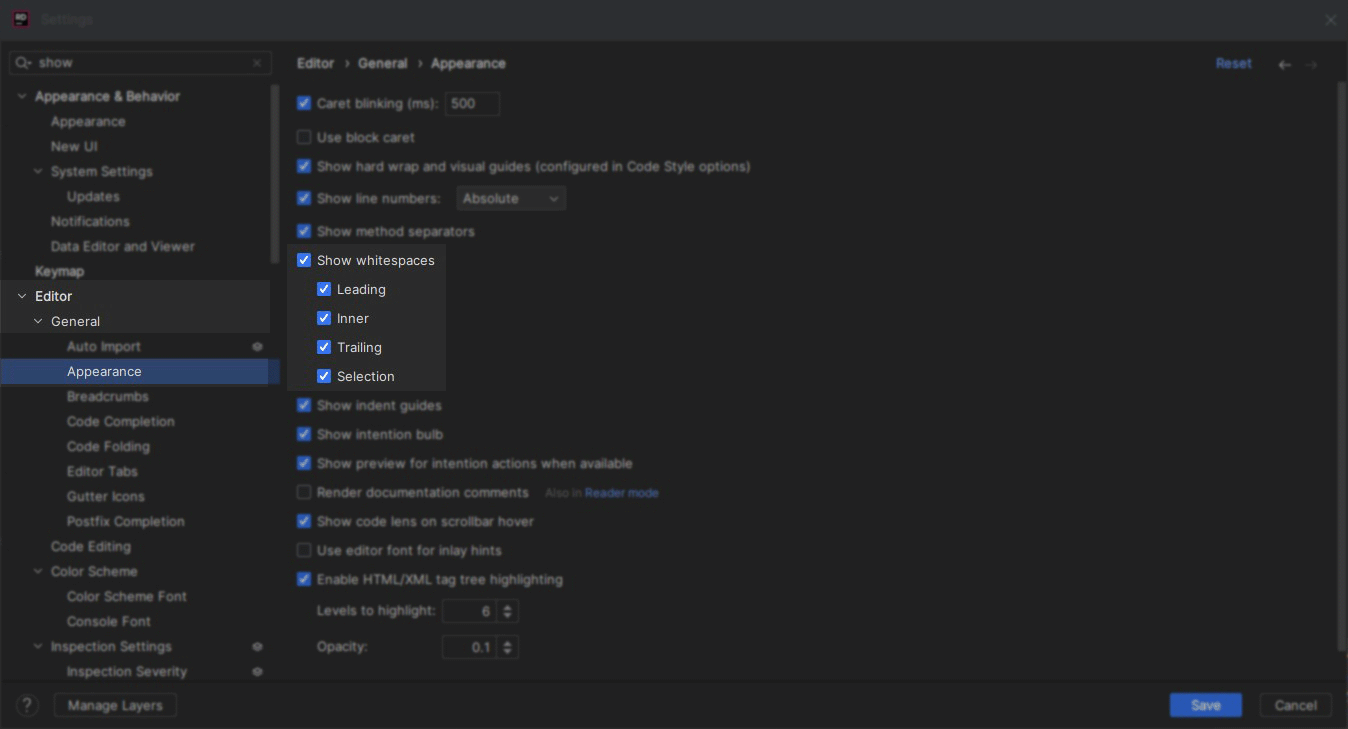 RD
Settings
show
Appearance & Behavior
Appearance
New UI
System Settings
Updates
Notifications
Data Editor and Viewer
Keymap
Editor
General
Auto Import
Appearance
Breadcrumbs
Code Completion
Code Folding
Editor Tabs
Gutter Icons
Postfix Completion
Code Editing
Color Scheme
Color Scheme Font
Console Font
Inspection Settings
Inspection Severity
Editor › General › Appearance
Reset
Caret blinking (ms): 500
Use block caret
Show hard wrap and visual guides (configured in Code Style options)
Show line numbers: Absolute
Show method separators
Show whitespaces
Leading
Inner
Trailing
Selection
Show indent guides
Show intention bulb
Show preview for intention actions when available
Render documentation comments Also in Reader mode
Show code lens on scrollbar hover
Use editor font for inlay hints
Enable HTML/XML tag tree highlighting
Levels to highlight: 6
Opacity: 0.1
? Manage Layers
Save Cancel